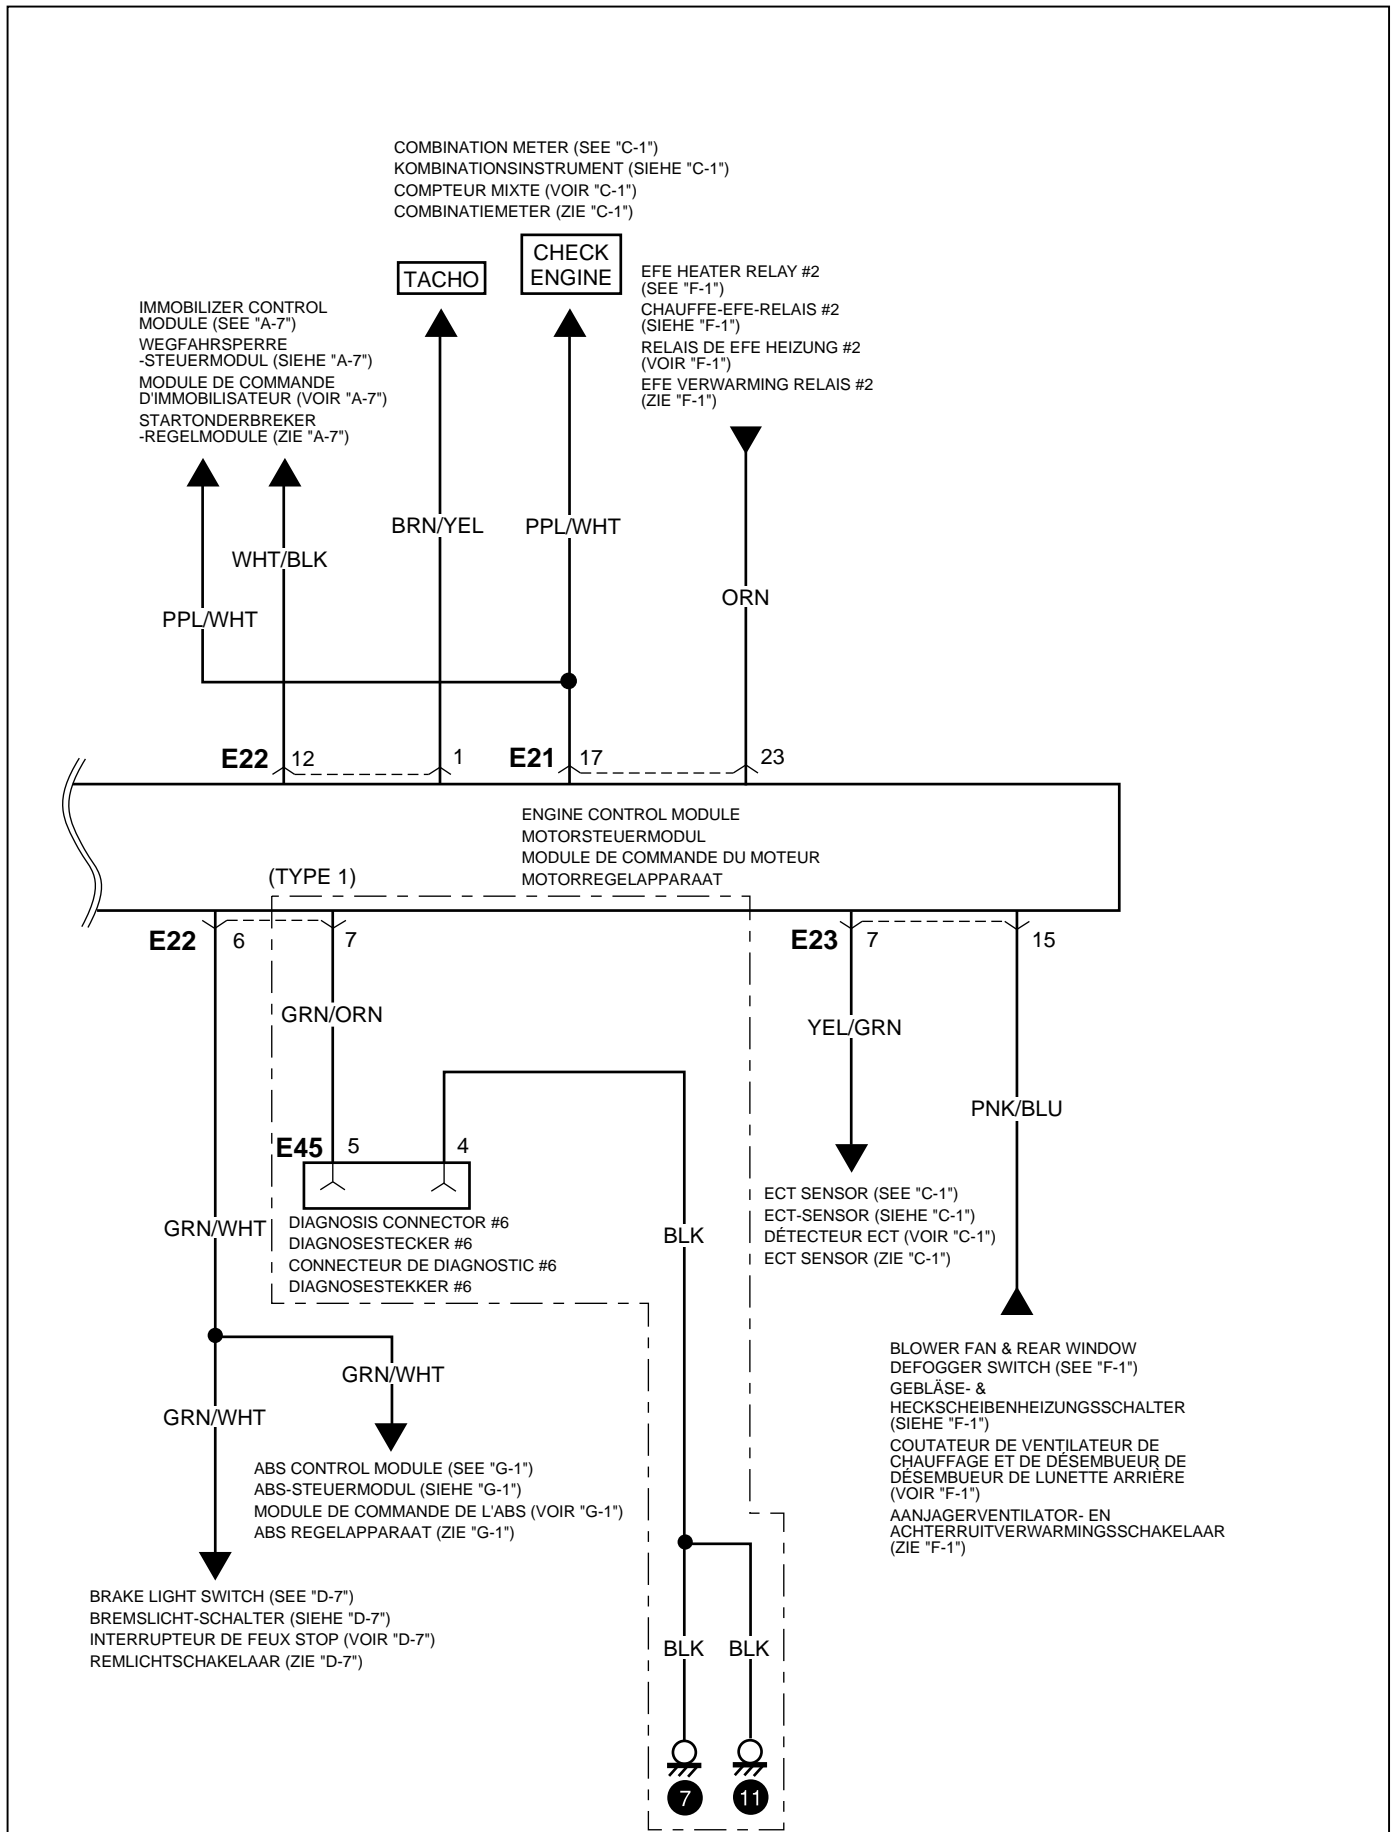 COMBINATION METER (SEE "C-1")
KOMBINATIONSINSTRUMENT (SIEHE "C-1")
COMPTEUR MIXTE (VOIR "C-1")
COMBINATIEMETER (ZIE "C-1")
TACHO
CHECK
ENGINE
EFE HEATER RELAY #2
(SEE "F-1")
CHAUFFE-EFE-RELAIS #2
(SIEHE "F-1")
RELAIS DE EFE HEIZUNG #2
(VOIR "F-1")
EFE VERWARMING RELAIS #2
(ZIE "F-1")
IMMOBILIZER CONTROL
MODULE (SEE "A-7")
WEGFAHRSPERRE
-STEUERMODUL (SIEHE "A-7")
MODULE DE COMMANDE
D'IMMOBILISATEUR (VOIR "A-7")
STARTONDERBREKER
-REGELMODULE (ZIE "A-7")
BRN/YEL
PPL/WHT
WHT/BLK
ORN
PPL/WHT
E22 12 1 E21 17 23
ENGINE CONTROL MODULE
MOTORSTEUERMODUL
MODULE DE COMMANDE DU MOTEUR
MOTORREGELAPPARAAT
(TYPE 1)
E22 6 7 E23 7 15
GRN/ORN
YEL/GRN
PNK/BLU
E45 5 4
DIAGNOSIS CONNECTOR #6
DIAGNOSESTECKER #6
CONNECTEUR DE DIAGNOSTIC #6
DIAGNOSESTEKKER #6
GRN/WHT
BLK
ECT SENSOR (SEE "C-1")
ECT-SENSOR (SIEHE "C-1")
DÉTECTEUR ECT (VOIR "C-1")
ECT SENSOR (ZIE "C-1")
GRN/WHT
GRN/WHT
BLOWER FAN & REAR WINDOW
DEFOGGER SWITCH (SEE "F-1")
GEBLÄSE- &
HECKSCHEIBENHEIZUNGSSCHALTER
(SIEHE "F-1")
COUTATEUR DE VENTILATEUR DE
CHAUFFAGE ET DE DÉSEMBUEUR DE
DÉSEMBUEUR DE LUNETTE ARRIÈRE
(VOIR "F-1")
AANJAGERVENTILATOR- EN
ACHTERRUITVERWARMINGSSCHAKELAAR
(ZIE "F-1")
ABS CONTROL MODULE (SEE "G-1")
ABS-STEUERMODUL (SIEHE "G-1")
MODULE DE COMMANDE DE L'ABS (VOIR "G-1")
ABS REGELAPPARAAT (ZIE "G-1")
BRAKE LIGHT SWITCH (SEE "D-7")
BREMSLICHT-SCHALTER (SIEHE "D-7")
INTERRUPTEUR DE FEUX STOP (VOIR "D-7")
REMLICHTSCHAKELAAR (ZIE "D-7")
BLK BLK
7 11